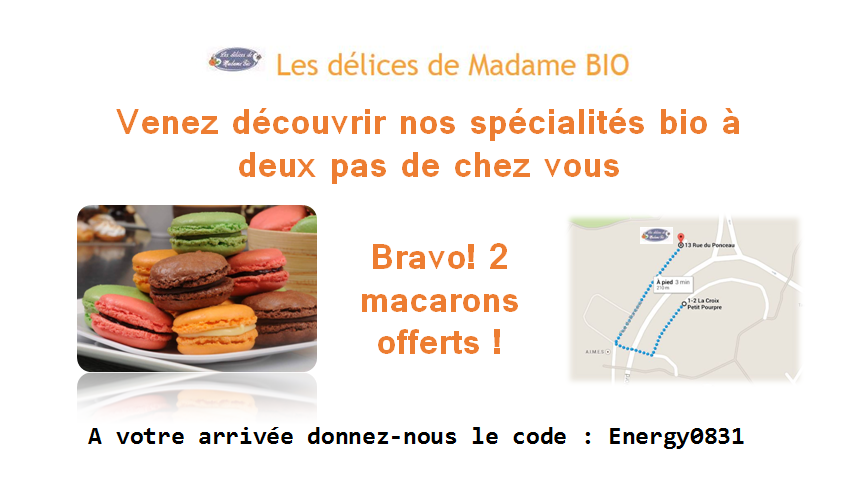 Les délices de
Madame Bio
Les délices de Madame BIO
Venez découvrir nos spécialités bio à
deux pas de chez vous
Bravo! 2
macarons
offerts !
Les délices de
Madame Bio
13 Rue du Ponceau
À pied 3 min
210 m
1-2 La Croix
Petit Pourpre
AIMES
A votre arrivée donnez-nous le code : Energy0831